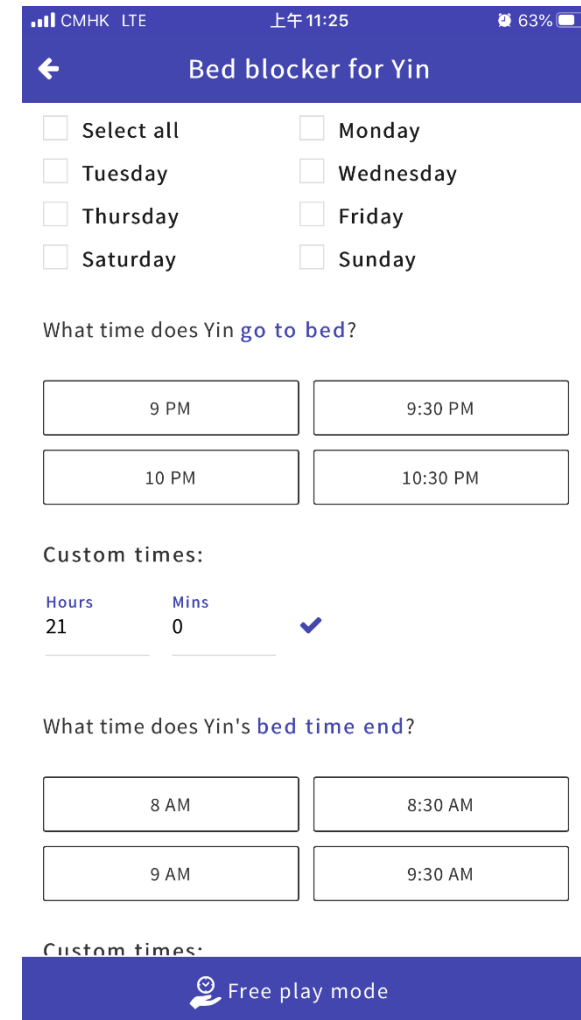 CMHK LTE 上午11:25 63%
Bed blocker for Yin
Select all Monday
Tuesday Wednesday
Thursday Friday
Saturday Sunday
What time does Yin go to bed?
9 PM 9:30 PM
10 PM 10:30 PM
Custom times:
Hours Mins
21 0
What time does Yin's bed time end?
8 AM 8:30 AM
9 AM 9:30 AM
Custom times:
Free play mode